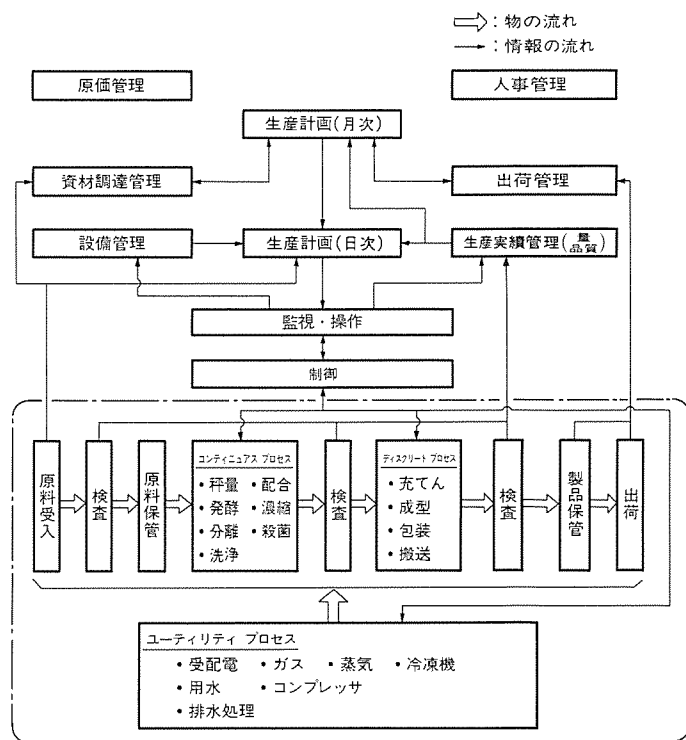 ：物の流れ
：情報の流れ
原価管理
人事管理
生産計画(月次)
資材調達管理
出荷管理
設備管理
生産計画(日次)
生産実績管理(量品質)
監視・操作
制御
原料受入
検査
原料保管
コンティニュアス プロセス
・秤量 ・配合
・発酵 ・濃縮
・分離 ・殺菌
・洗浄
検査
ディスクリート プロセス
・充てん
・成型
・包装
・搬送
検査
製品保管
出荷
ユーティリティ プロセス
・受配電 ・ガス ・蒸気 ・冷凍機
・用水 ・コンプレッサ
・排水処理